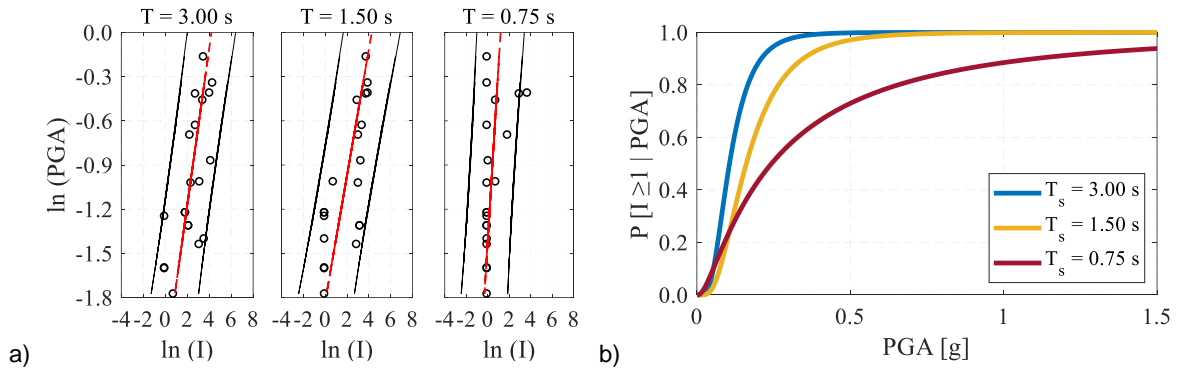 T = 3.00 s
T = 1.50 s
T = 0.75 s
0.0
-0.3
-0.6
-0.9
-1.2
-1.5
-1.8
ln (PGA)
-4 -2 0 2 4 6 8
-4 -2 0 2 4 6 8
-4 -2 0 2 4 6 8
ln (I)
ln (I)
ln (I)
a)
1.0
0.8
0.6
0.4
0.2
0.0
P [I ≥1 | PGA]
T_s = 3.00 s
T_s = 1.50 s
T_s = 0.75 s
0
0.5
1
1.5
PGA [g]
b)